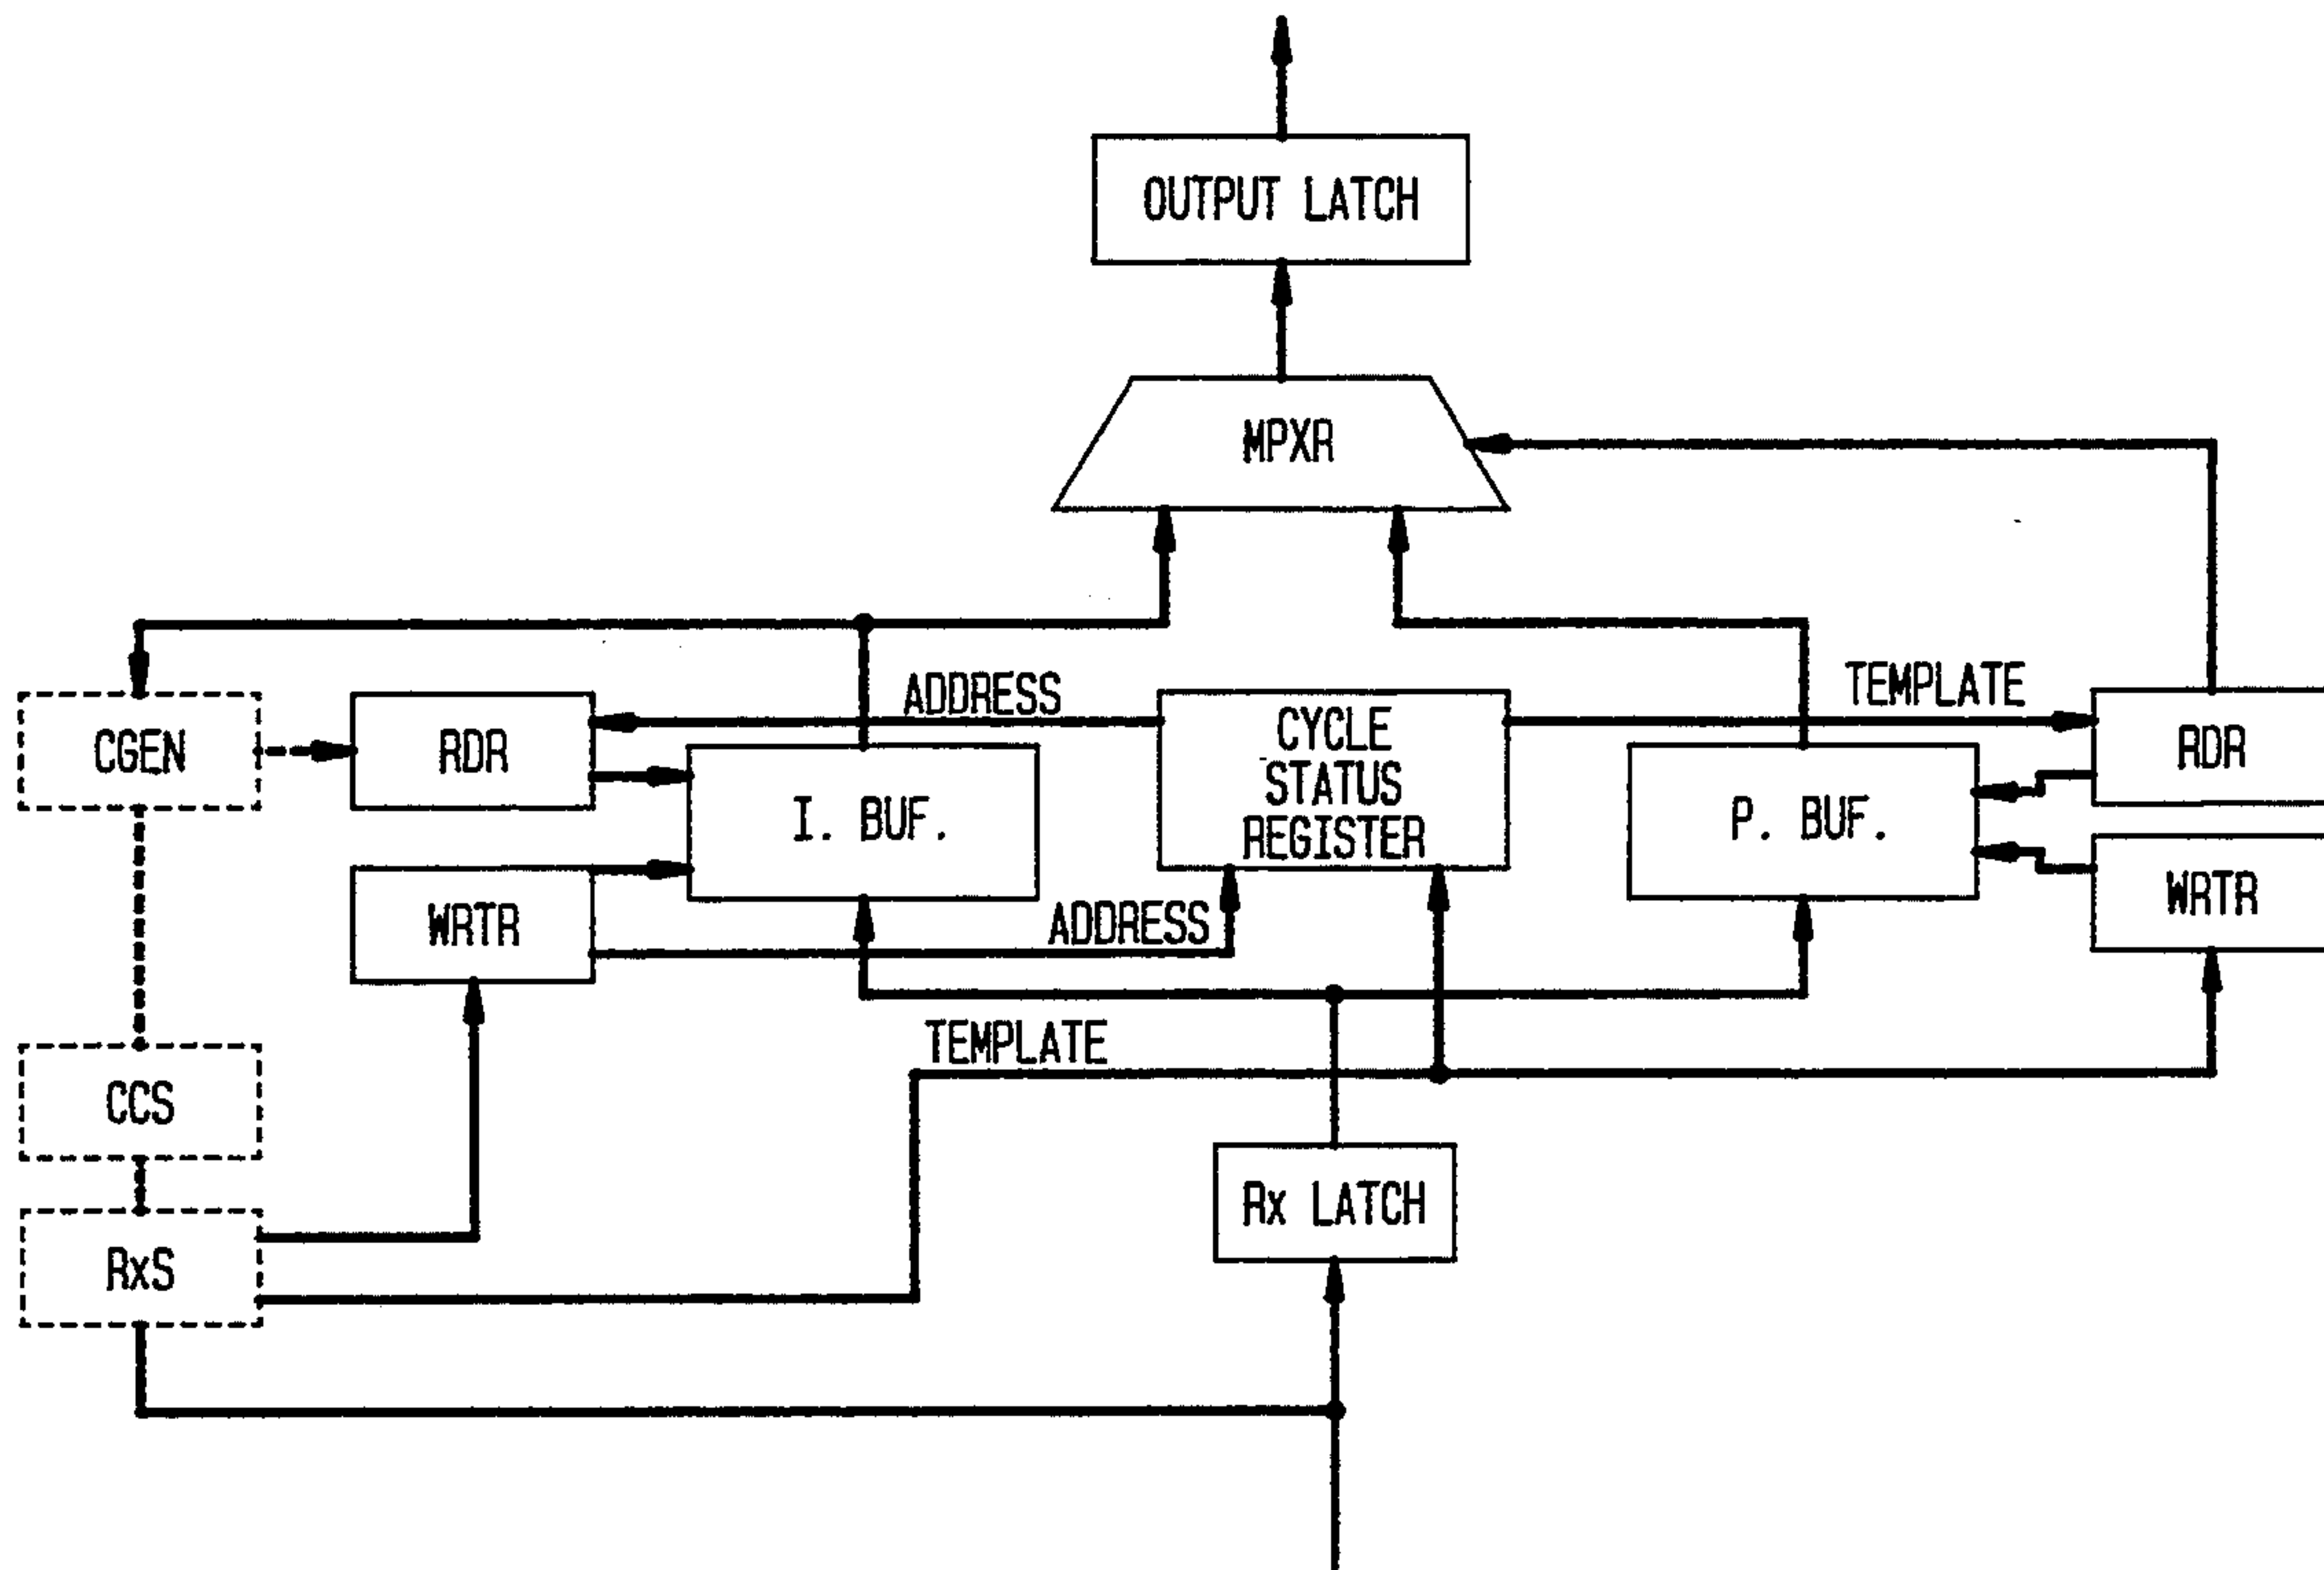 OUTPUT LATCH
MPXR
ADDRESS
TEMPLATE
CGEN
RDR
I. BUF.
CYCLE
STATUS
REGISTER
P. BUF.
RDR
WRTR
ADDRESS
WRTR
TEMPLATE
CCS
Rx LATCH
RxS